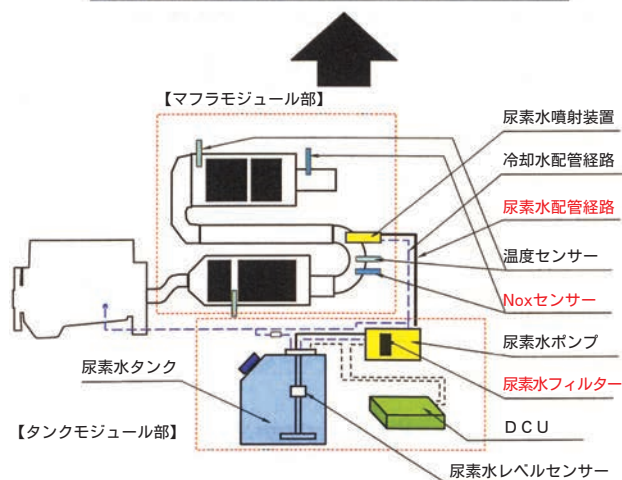 【マフラモジュール部】
尿素水噴射装置
冷却水配管経路
尿素水配管経路
温度センサー
Noxセンサー
尿素水ポンプ
尿素水タンク
尿素水フィルター
【タンクモジュール部】
ＤＣＵ
尿素水レベルセンサー